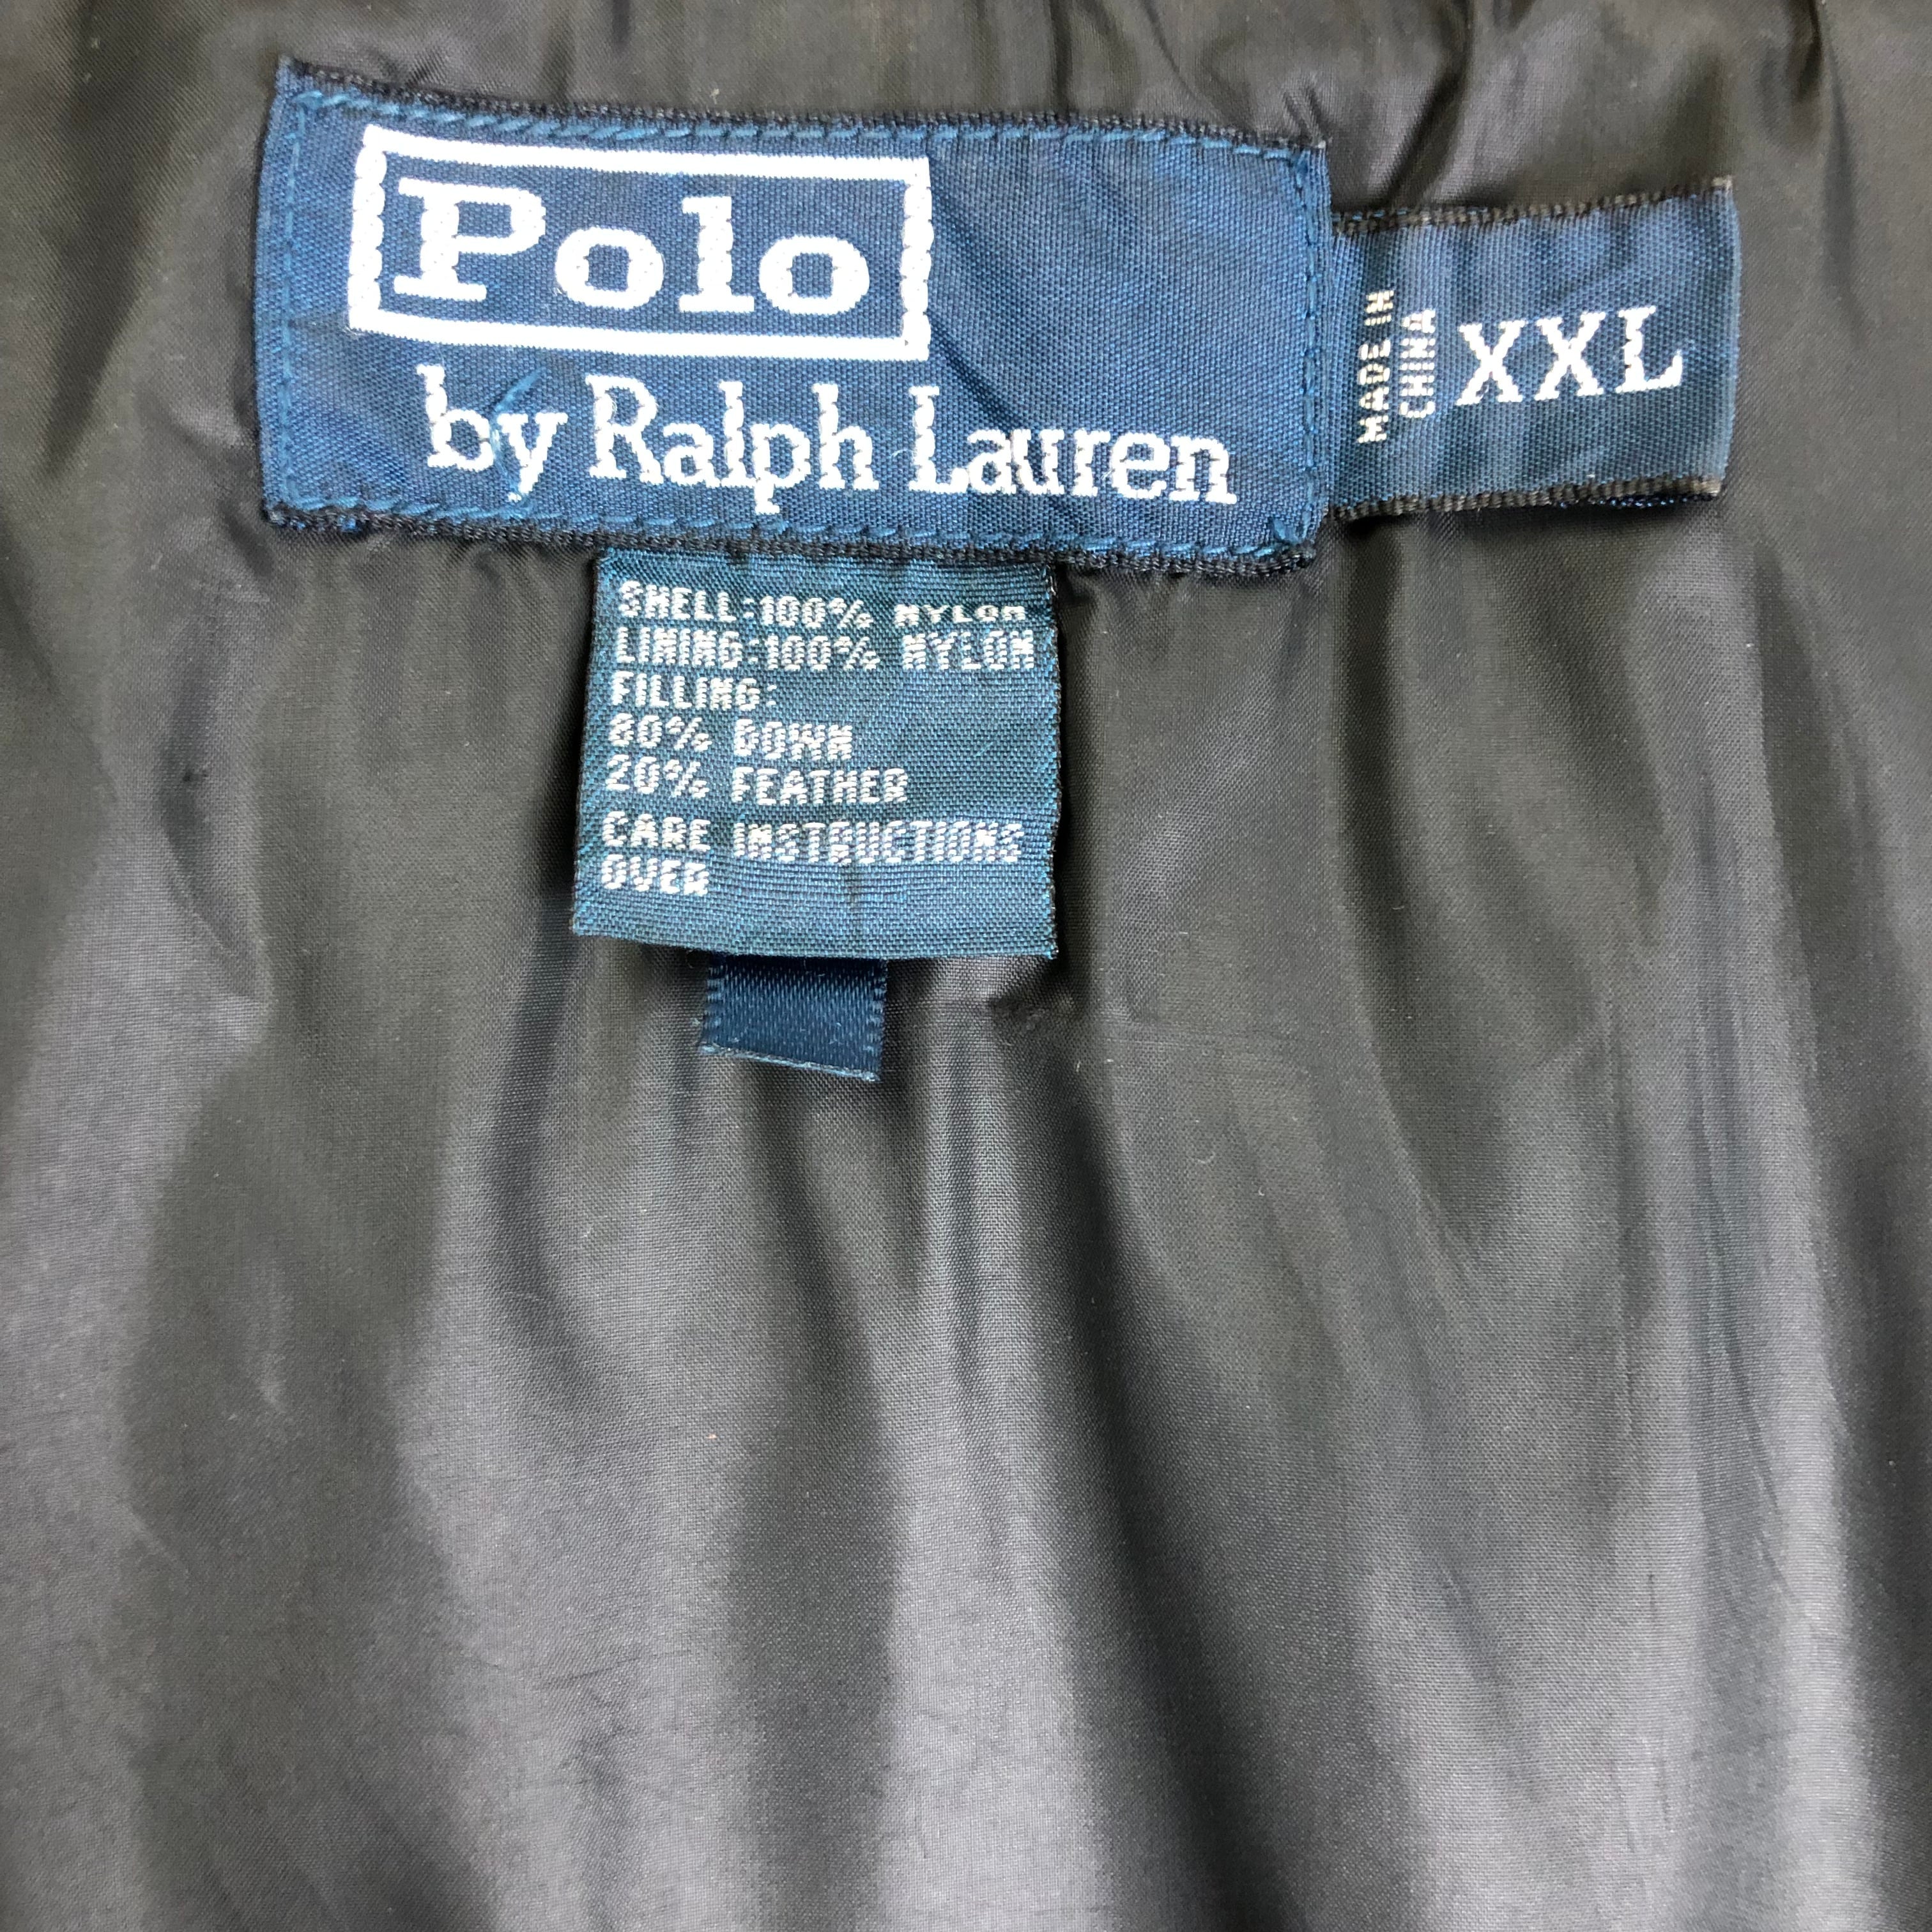 Polo
by Ralph Lauren
MADE IN
CHINA
XXL
SHELL:100% NYLON
LINING:100% NYLON
FILLING:
80% DOWN
20% FEATHER
CARE INSTRUCTIONS
OVER